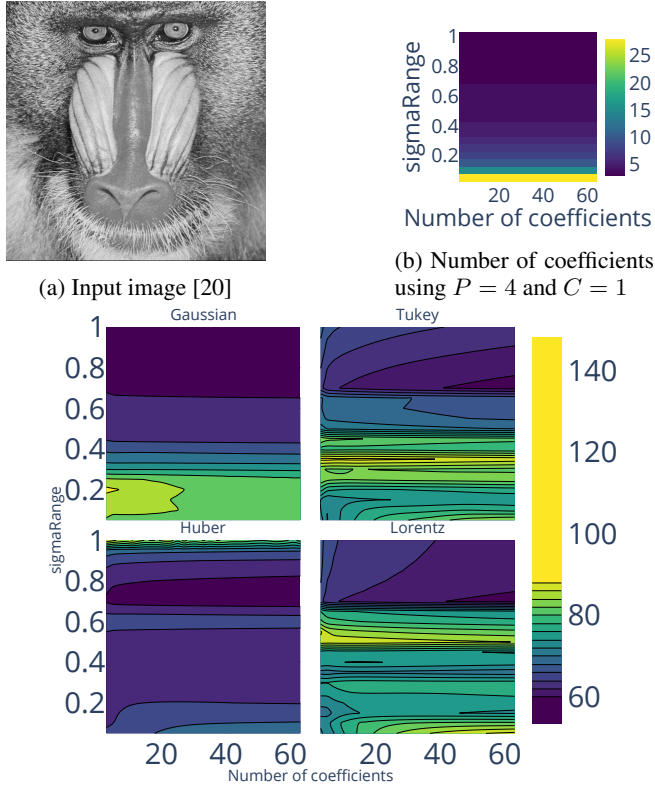 (a) Input image [20]
1
0.8
0.6
0.4
0.2
sigmaRange
20 40 60
Number of coefficients
25
20
15
10
5
(b) Number of coefficients
using P = 4 and C = 1
Gaussian
Tukey
1
0.8
0.6
0.4
0.2
sigmaRange
Huber
Lorentz
1
0.8
0.6
0.4
0.2
20 40 60
20 40 60
Number of coefficients
140
120
100
80
60